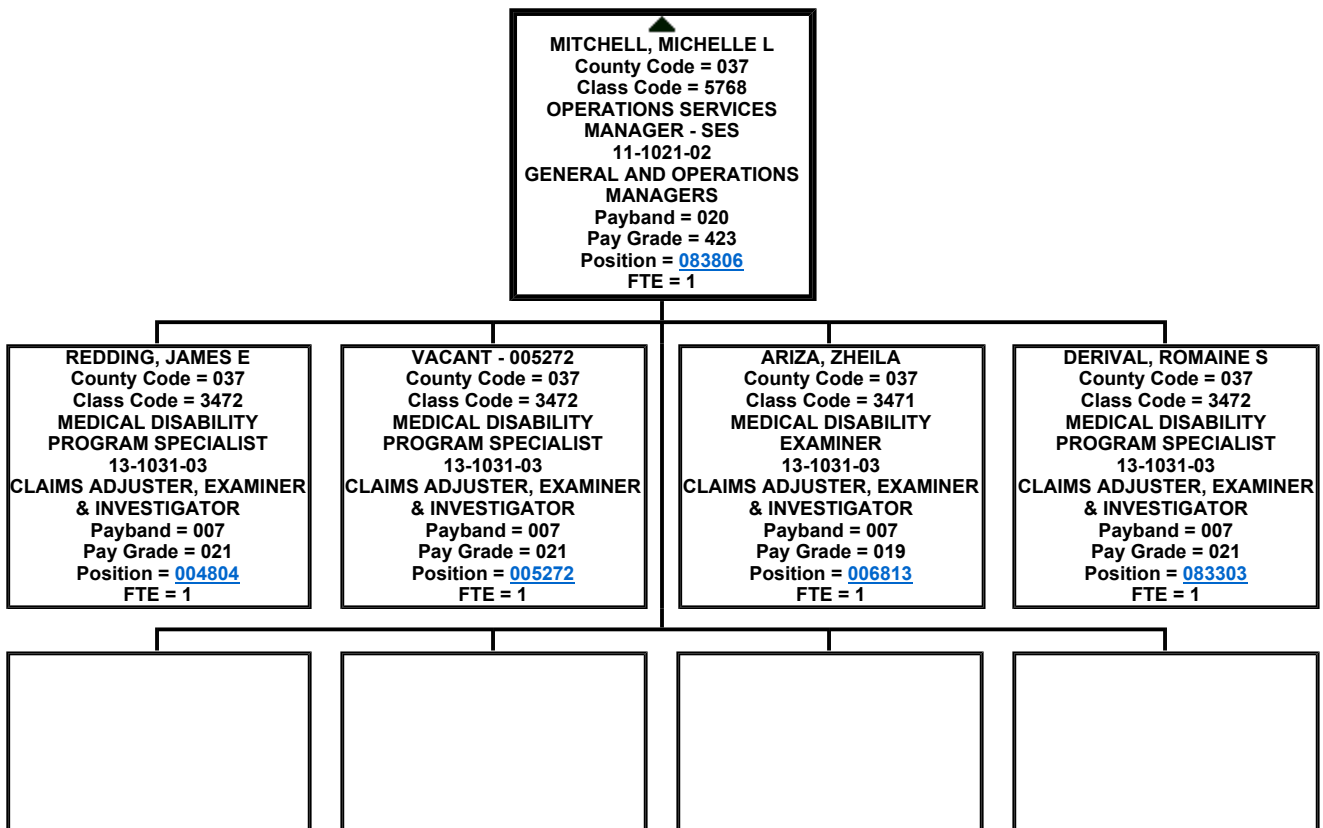 MITCHELL, MICHELLE L
County Code = 037
Class Code = 5768
OPERATIONS SERVICES
MANAGER - SES
11-1021-02
GENERAL AND OPERATIONS
MANAGERS
Payband = 020
Pay Grade = 423
Position = 083806
FTE = 1
REDDING, JAMES E
County Code = 037
Class Code = 3472
MEDICAL DISABILITY
PROGRAM SPECIALIST
13-1031-03
CLAIMS ADJUSTER, EXAMINER
& INVESTIGATOR
Payband = 007
Pay Grade = 021
Position = 004804
FTE = 1
VACANT - 005272
County Code = 037
Class Code = 3472
MEDICAL DISABILITY
PROGRAM SPECIALIST
13-1031-03
CLAIMS ADJUSTER, EXAMINER
& INVESTIGATOR
Payband = 007
Pay Grade = 021
Position = 005272
FTE = 1
ARIZA, ZHEILA
County Code = 037
Class Code = 3471
MEDICAL DISABILITY
EXAMINER
13-1031-03
CLAIMS ADJUSTER, EXAMINER
& INVESTIGATOR
Payband = 007
Pay Grade = 019
Position = 006813
FTE = 1
DERIVAL, ROMAINE S
County Code = 037
Class Code = 3472
MEDICAL DISABILITY
PROGRAM SPECIALIST
13-1031-03
CLAIMS ADJUSTER, EXAMINER
& INVESTIGATOR
Payband = 007
Pay Grade = 021
Position = 083303
FTE = 1